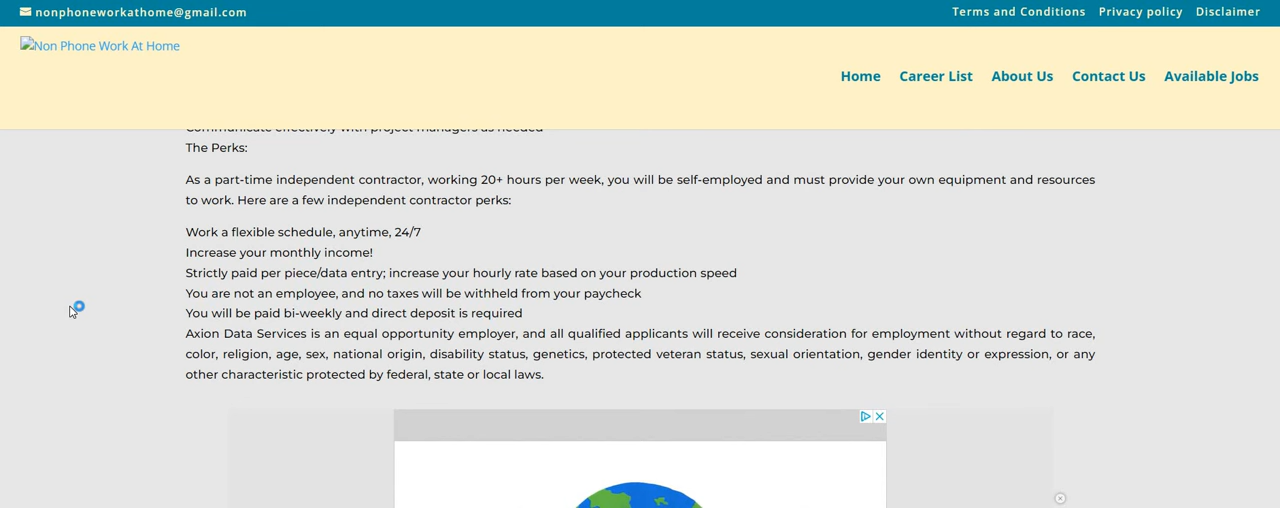 nonphoneworkathome@gmail.com
Terms and Conditions Privacy policy Disclaimer
Non Phone Work At Home
Home Career List About Us Contact Us Available Jobs
Communicate effectively with project managers as needed
The Perks:
As a part-time independent contractor, working 20+ hours per week, you will be self-employed and must provide your own equipment and resources
to work. Here are a few independent contractor perks:
Work a flexible schedule, anytime, 24/7
Increase your monthly income!
Strictly paid per piece/data entry; increase your hourly rate based on your production speed
You are not an employee, and no taxes will be withheld from your paycheck
You will be paid bi-weekly and direct deposit is required
Axion Data Services is an equal opportunity employer, and all qualified applicants will receive consideration for employment without regard to race,
color, religion, age, sex, national origin, disability status, genetics, protected veteran status, sexual orientation, gender identity or expression, or any
other characteristic protected by federal, state or local laws.